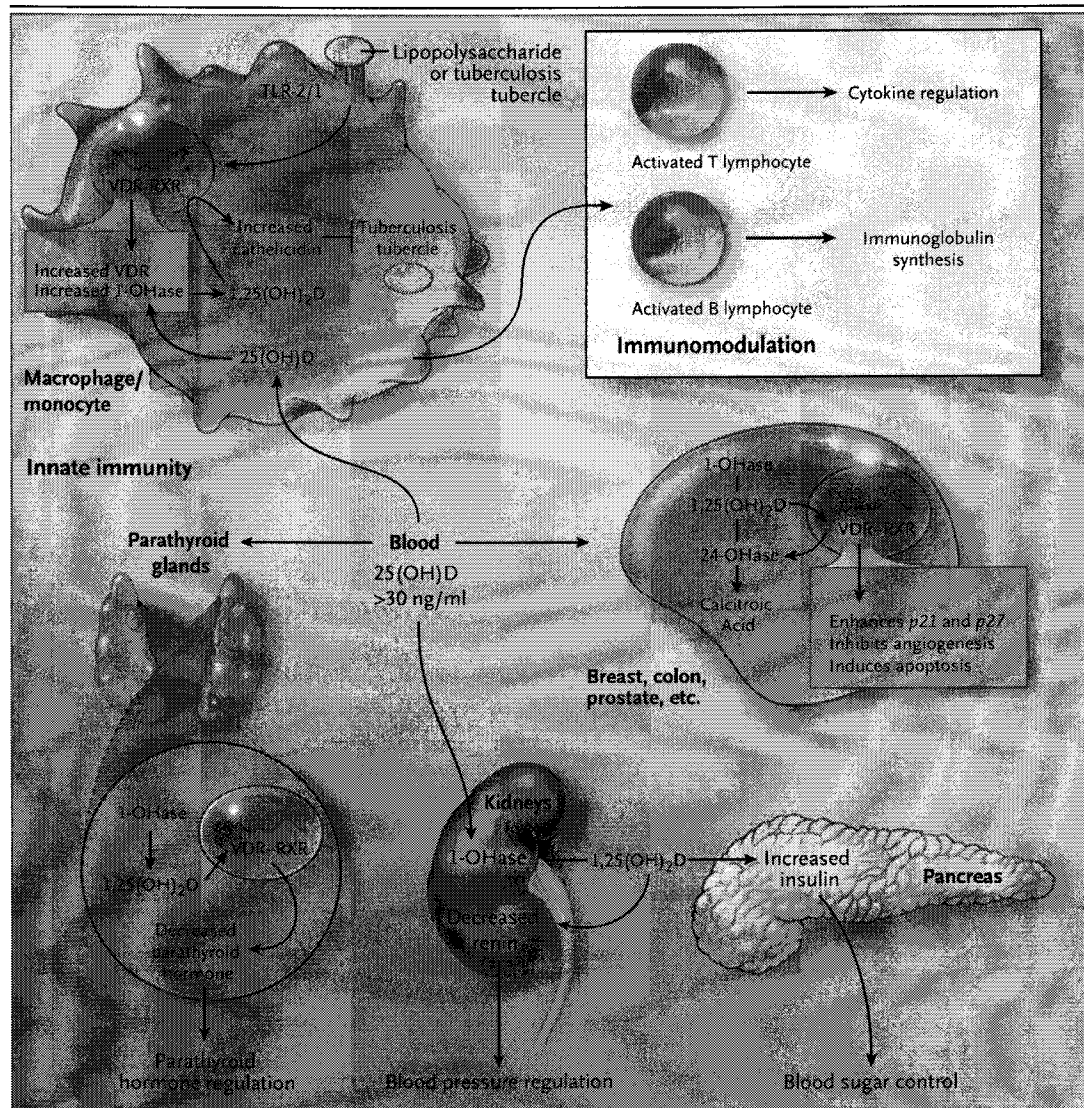 Lipopolysaccharide
or tuberculosis
tubercle
TLR-2/1
VDR-RXR
Increased
cathelicidin
Tuberculosis
tubercle
Increased VDR
Increased 1-OHase
1,25(OH)₂D
25(OH)D
Macrophage/
monocyte
Innate immunity
Activated T lymphocyte
Cytokine regulation
Activated B lymphocyte
Immunoglobulin
synthesis
Immunomodulation
Parathyroid
glands
Blood
25(OH)D
>30 ng/ml
1-OHase
1,25(OH)₂D
24-OHase
Calcitroic
Acid
VDR–RXR
Enhances p21 and p27
Inhibits angiogenesis
Induces apoptosis
Breast, colon,
prostate, etc.
1-OHase
1,25(OH)₂D
VDR–RXR
Decreased
parathyroid
hormone
Parathyroid
hormone regulation
Kidneys
1-OHase
1,25(OH)₂D
Decreased
renin
Blood pressure regulation
Increased
insulin
Pancreas
Blood sugar control